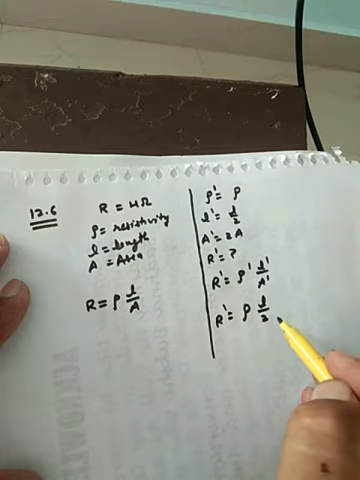 12.6
R = 4Ω
ρ = resistivity
l = length
A = Area
R = ρ l/A
ρ' = ρ
l' = l/2
A' = 2A
R' = ?
R' = ρ' l'/A'
R' = ρ l/2